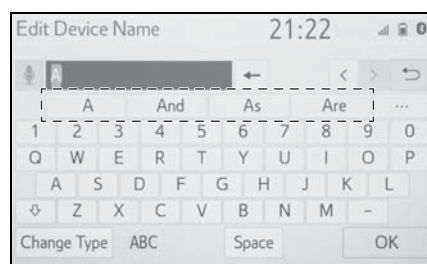 Edit Device Name 21:22 0
A ←  < >
A And As Are ...
1 2 3 4 5 6 7 8 9 0
Q W E R T Y U I O P
A S D F G H J K L
Z X C V B N M -
Change Type ABC Space OK